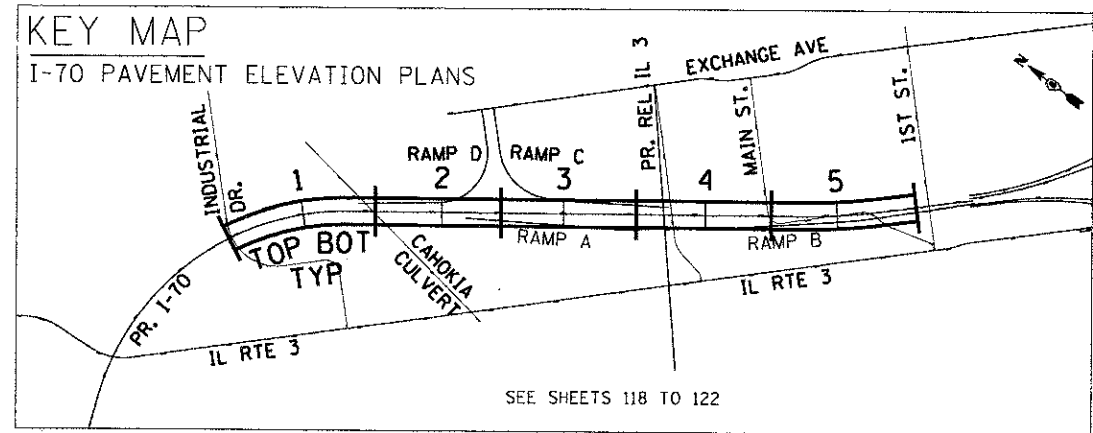 KEY MAP
I-70 PAVEMENT ELEVATION PLANS
EXCHANGE AVE
N
INDUSTRIAL
DR.
RAMP D
RAMP C
PR. REL IL 3
MAIN ST.
1ST ST.
1
2
3
4
5
TOP BOT
TYP
CAHOKIA
CULVERT
RAMP A
RAMP B
PR. I-70
IL RTE 3
IL RTE 3
SEE SHEETS 118 TO 122